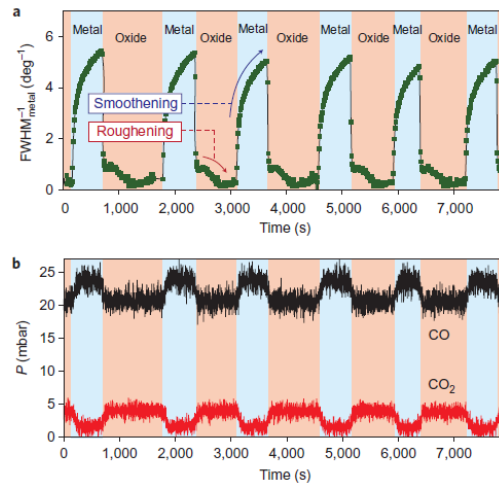 a
Metal Metal Metal Metal Metal Metal
Oxide Oxide Oxide Oxide Oxide
6
4
2
0
FWHM⁻¹metal (deg⁻¹)
Smoothening
Roughening
0 1,000 2,000 3,000 4,000 5,000 6,000 7,000
Time (s)
b
25
20
15
10
5
0
P (mbar)
CO
CO₂
0 1,000 2,000 3,000 4,000 5,000 6,000 7,000
Time (s)